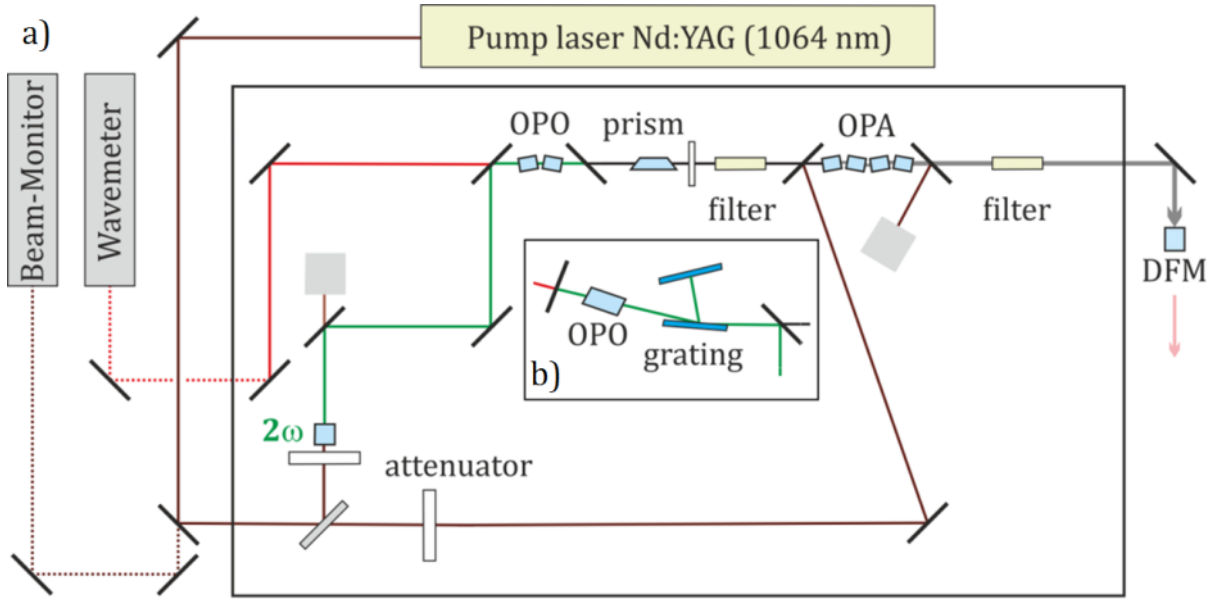 a)
Pump laser Nd:YAG (1064 nm)
Beam-Monitor
Wavemeter
OPO
prism
OPA
filter
filter
DFM
OPO
grating
b)
2ω
attenuator